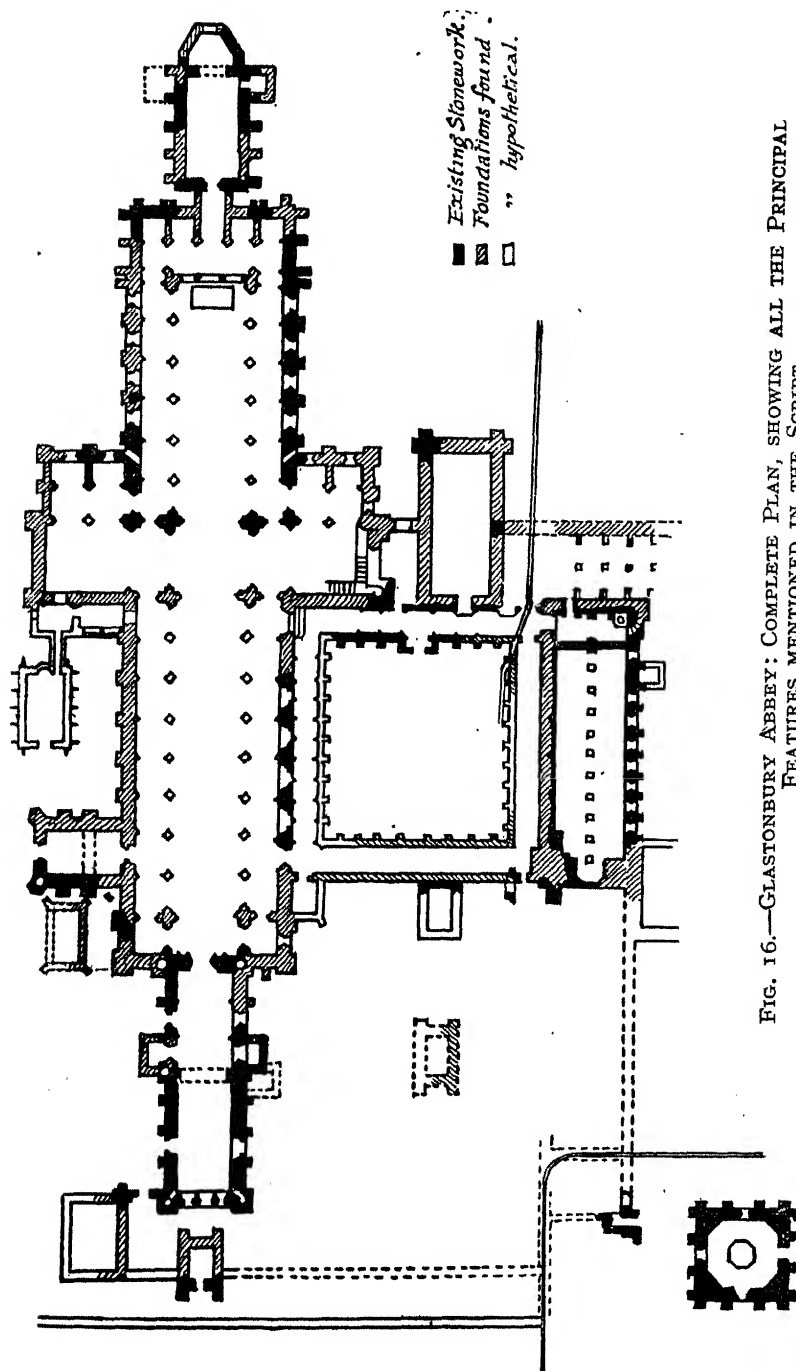 Existing Stonework.
Foundations found .
,, hypothetical.
FIG. 16.—GLASTONBURY ABBEY: COMPLETE PLAN, SHOWING ALL THE PRINCIPAL
FEATURES MENTIONED IN THE SCRIPT